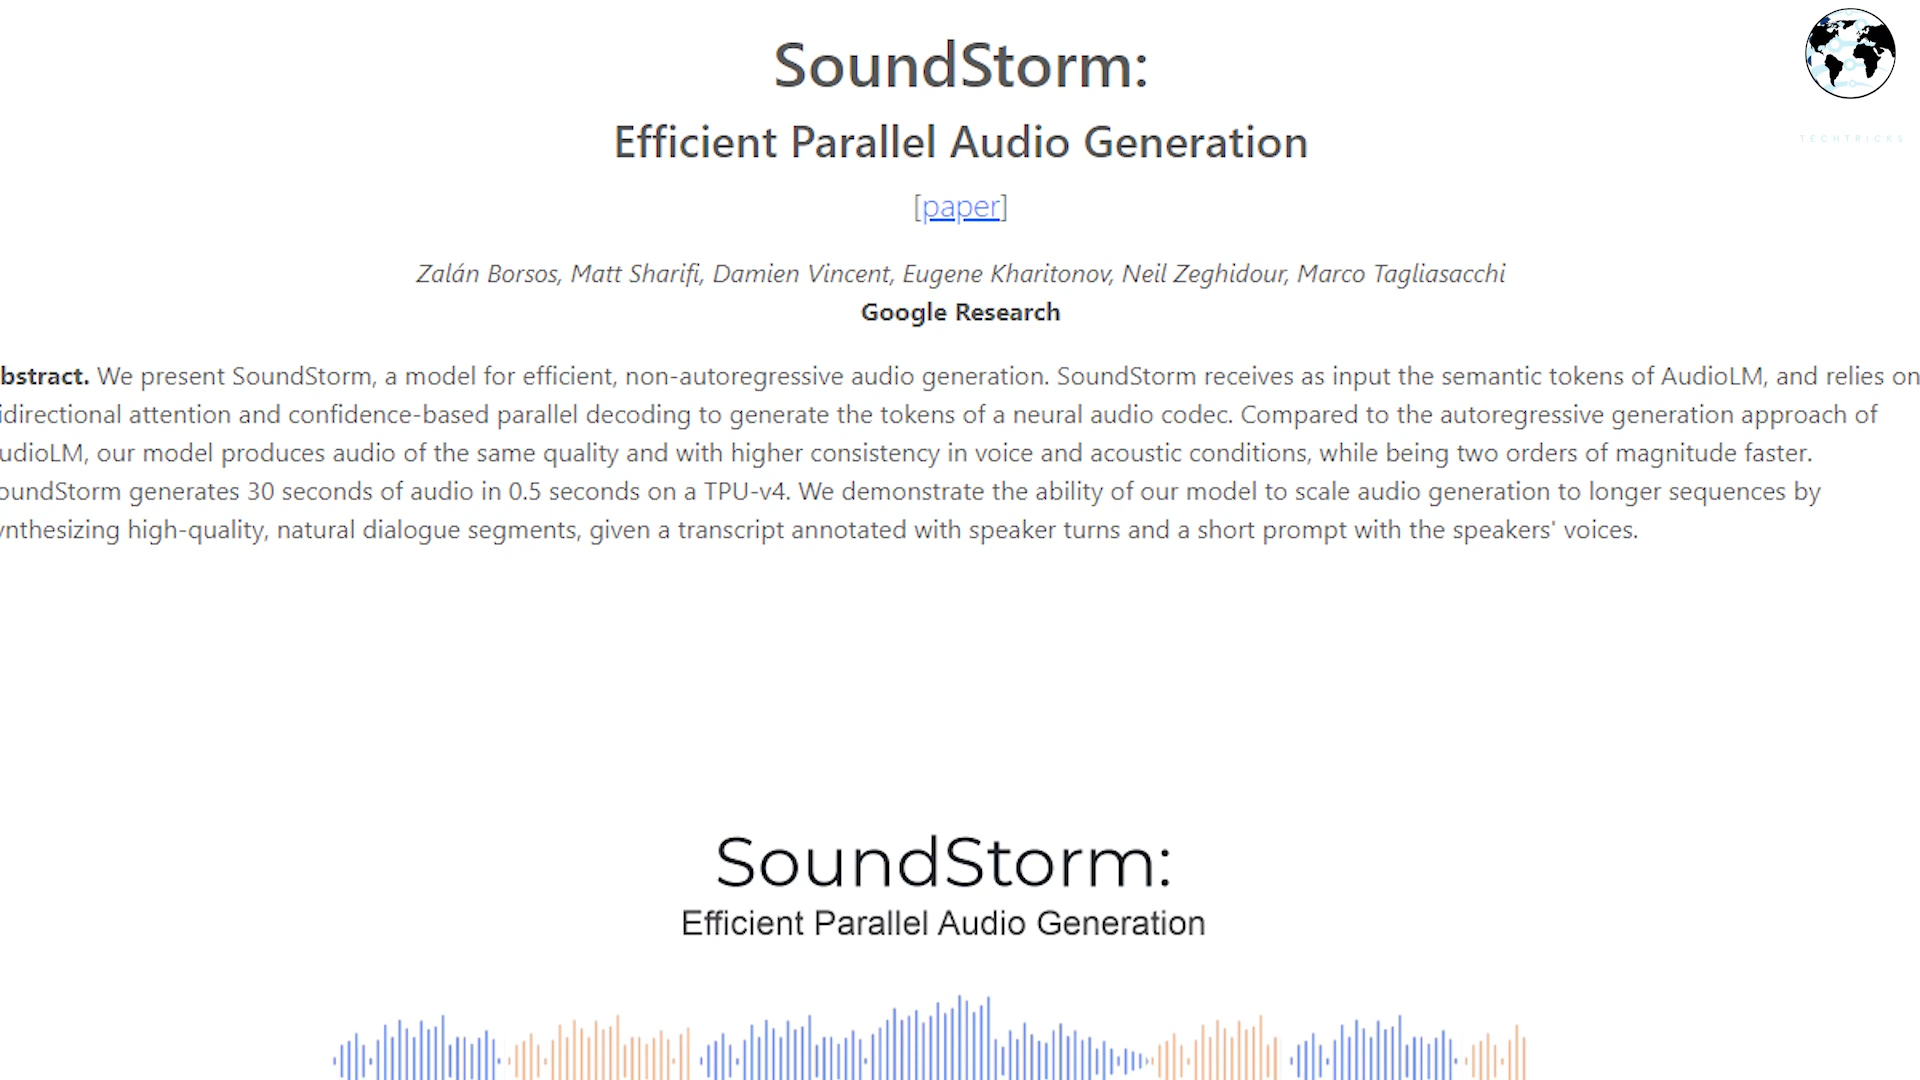 SoundStorm:
Efficient Parallel Audio Generation
[paper]
Zalán Borsos, Matt Sharifi, Damien Vincent, Eugene Kharitonov, Neil Zeghidour, Marco Tagliasacchi
Google Research
bstract. We present SoundStorm, a model for efficient, non-autoregressive audio generation. SoundStorm receives as input the semantic tokens of AudioLM, and relies on
idirectional attention and confidence-based parallel decoding to generate the tokens of a neural audio codec. Compared to the autoregressive generation approach of
udioLM, our model produces audio of the same quality and with higher consistency in voice and acoustic conditions, while being two orders of magnitude faster.
oundStorm generates 30 seconds of audio in 0.5 seconds on a TPU-v4. We demonstrate the ability of our model to scale audio generation to longer sequences by
ynthesizing high-quality, natural dialogue segments, given a transcript annotated with speaker turns and a short prompt with the speakers' voices.
SoundStorm:
Efficient Parallel Audio Generation
TECHTRICKS